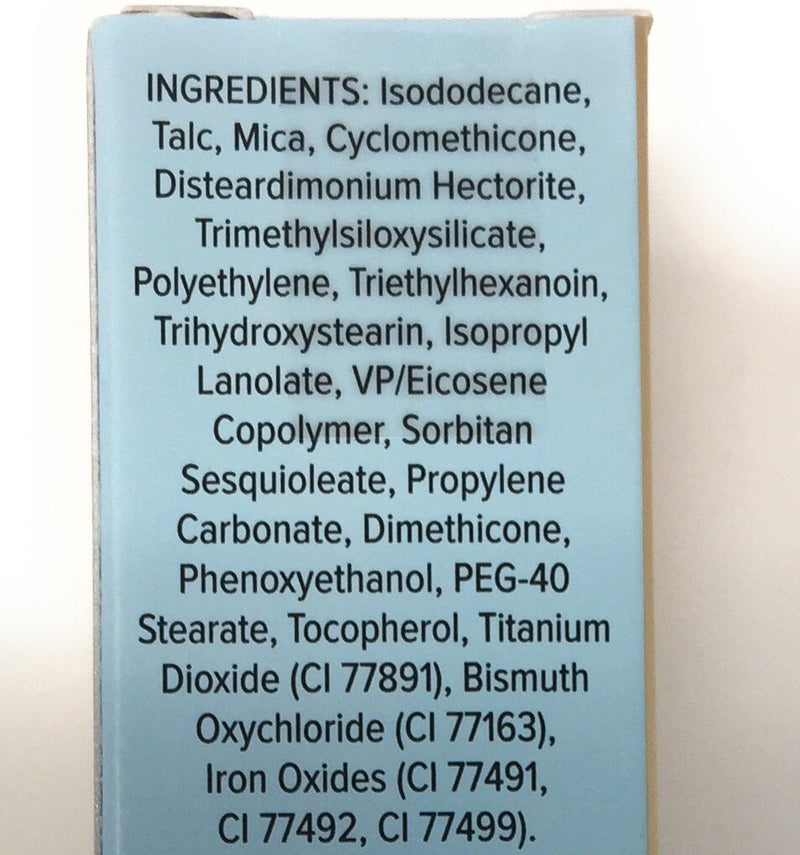 INGREDIENTS: Isododecane,
Talc, Mica, Cyclomethicone,
Disteardimonium Hectorite,
Trimethylsiloxysilicate,
Polyethylene, Triethylhexanoin,
Trihydroxystearin, Isopropyl
Lanolate, VP/Eicosene
Copolymer, Sorbitan
Sesquioleate, Propylene
Carbonate, Dimethicone,
Phenoxyethanol, PEG-40
Stearate, Tocopherol, Titanium
Dioxide (CI 77891), Bismuth
Oxychloride (CI 77163),
Iron Oxides (CI 77491,
CI 77492, CI 77499).